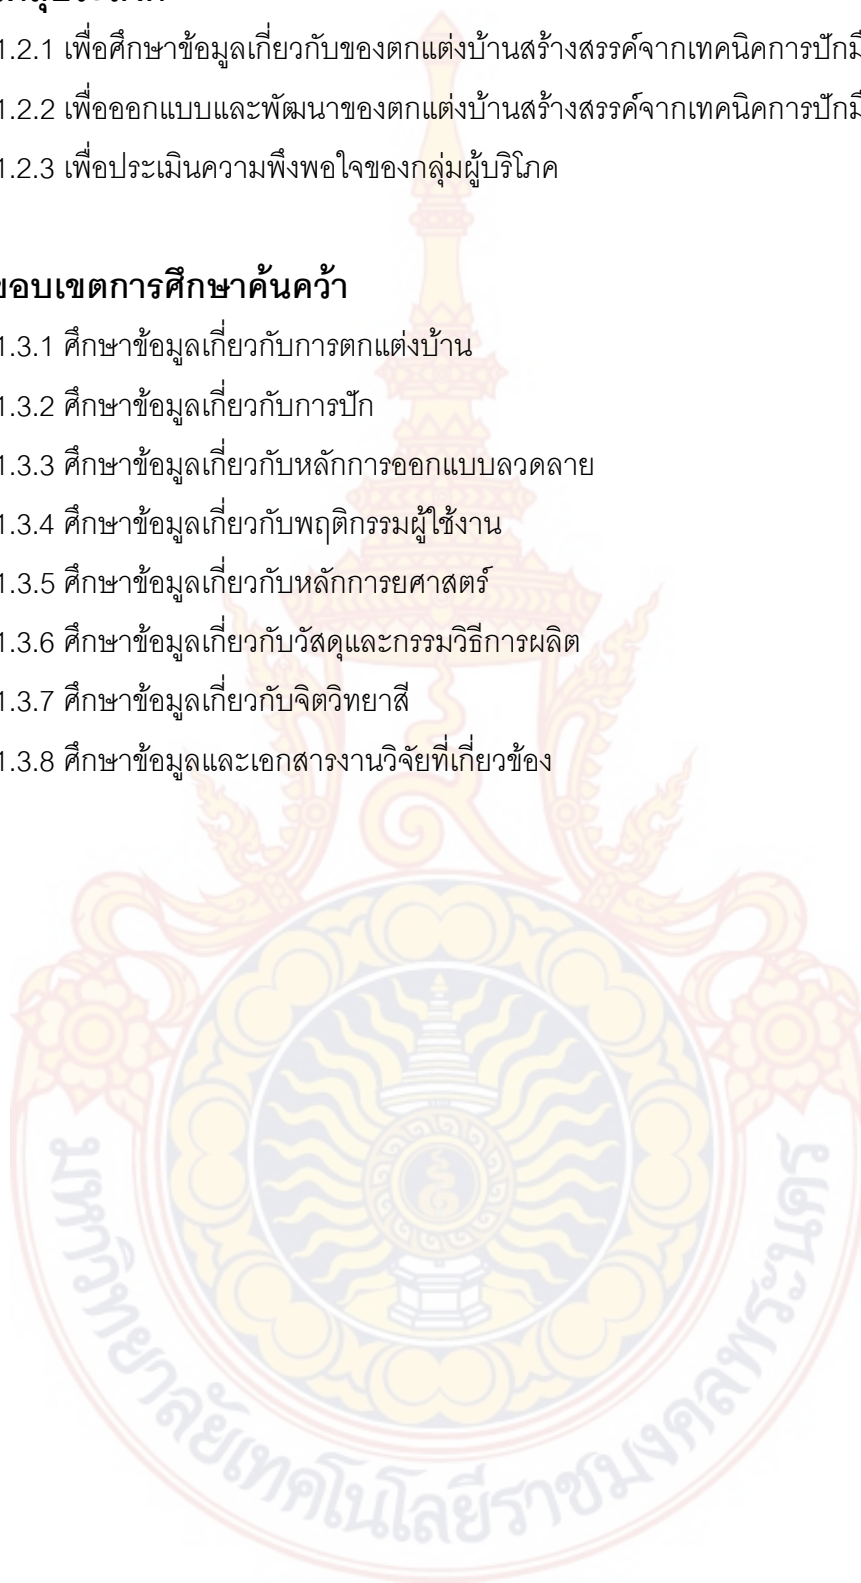 1.2.1 เพื่อศึกษาข้อมูลเกี่ยวกับของตกแต่งบ้านสร้างสรรค์จากเทคนิคการปักมื
1.2.2 เพื่อออกแบบและพัฒนาของตกแต่งบ้านสร้างสรรค์จากเทคนิคการปักมื
1.2.3 เพื่อประเมินความพึงพอใจของกลุ่มผู้บริโภค
ขอบเขตการศึกษาค้นคว้า
1.3.1 ศึกษาข้อมูลเกี่ยวกับการตกแต่งบ้าน
1.3.2 ศึกษาข้อมูลเกี่ยวกับการปัก
1.3.3 ศึกษาข้อมูลเกี่ยวกับหลักการออกแบบลวดลาย
1.3.4 ศึกษาข้อมูลเกี่ยวกับพฤติกรรมผู้ใช้งาน
1.3.5 ศึกษาข้อมูลเกี่ยวกับหลักการยศาสตร์
1.3.6 ศึกษาข้อมูลเกี่ยวกับวัสดุและกรรมวิธีการผลิต
1.3.7 ศึกษาข้อมูลเกี่ยวกับจิตวิทยาสี
1.3.8 ศึกษาข้อมูลและเอกสารงานวิจัยที่เกี่ยวข้อง
มหาวิทยาลัยเทคโนโลยีราชมงคลพระนคร